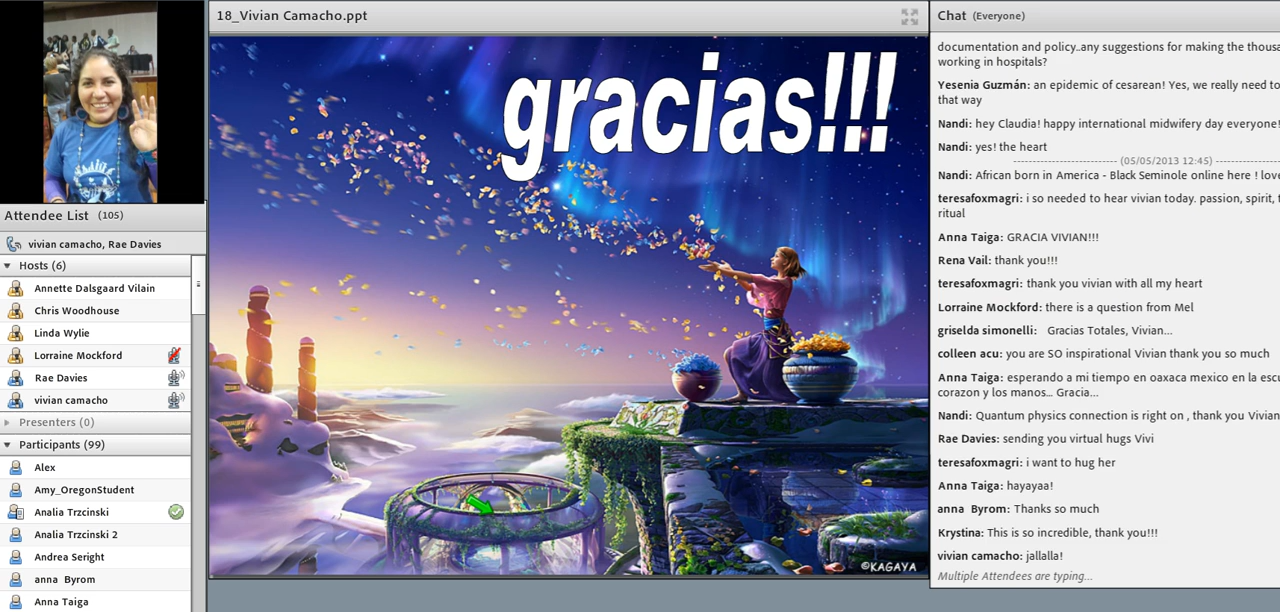 18_Vivian Camacho.ppt
gracias!!!
©KAGAYA
Attendee List (105)
vivian camacho, Rae Davies
Hosts (6)
Annette Dalsgaard Vilain
Chris Woodhouse
Linda Wylie
Lorraine Mockford
Rae Davies
vivian camacho
Presenters (0)
Participants (99)
Alex
Amy_OregonStudent
Analia Trzcinski
Analia Trzcinski 2
Andrea Seright
anna Byrom
Anna Taiga
Chat (Everyone)
documentation and policy..any suggestions for making the
working in hospitals?
Yesenia Guzmán: an epidemic of cesarean! Yes, we really need to
that way
Nandi: hey Claudia! happy international midwifery day everyone!
Nandi: yes! the heart
(05/05/2013 12:45)
Nandi: African born in America - Black Seminole online here !
teresafoxmagri: i so needed to hear vivian today. passion, spirit,
ritual
Anna Taiga: GRACIA VIVIAN!!!
Rena Vail: thank you!!!
teresafoxmagri: thank you vivian with all my heart
Lorraine Mockford: there is a question from Mel
griselda simonelli: Gracias Totales, Vivian...
colleen acu: you are SO inspirational Vivian thank you so much
Anna Taiga: esperando a mi tiempo en oaxaca mexico en la
corazon y los manos... Gracia...
Nandi: Quantum physics connection is right on , thank you Vivian
Rae Davies: sending you virtual hugs Vivi
teresafoxmagri: i want to hug her
Anna Taiga: hayayaa!
anna Byrom: Thanks so much
Krystina: This is so incredible, thank you!!!
vivian camacho: jallalla!
Multiple Attendees are typing...